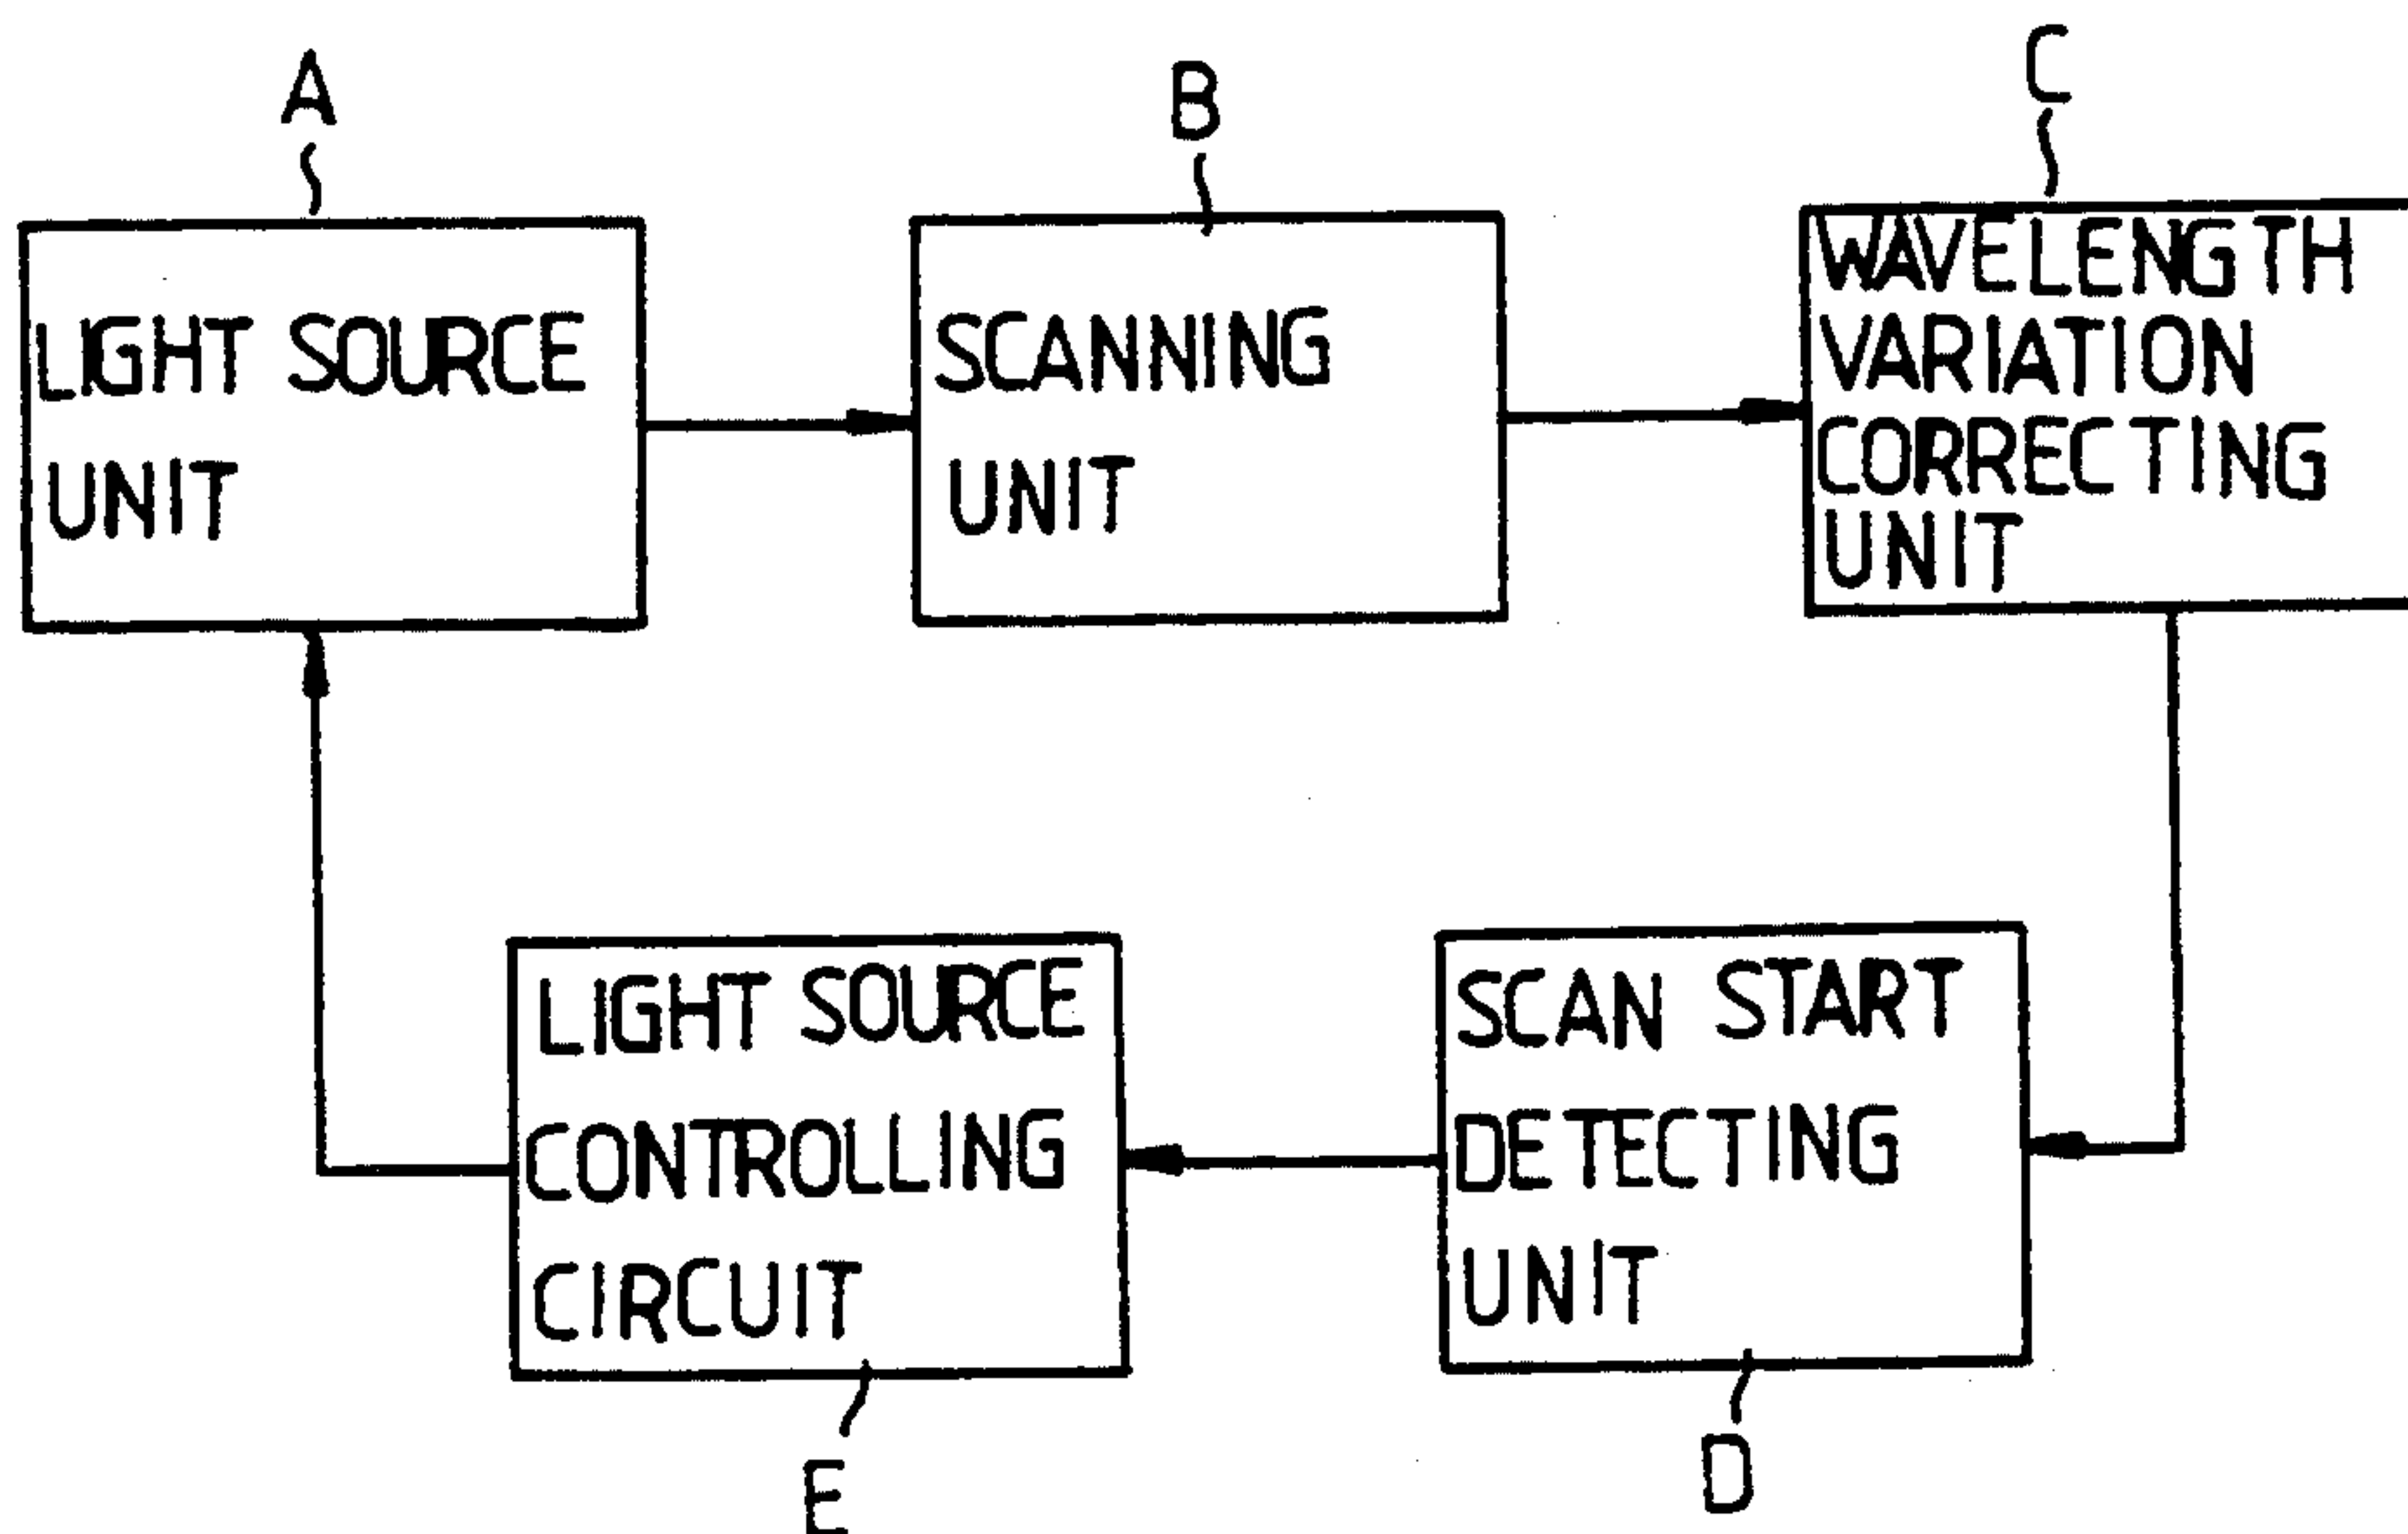 A
B
C
LIGHT SOURCE
UNIT
SCANNING
UNIT
WAVELENGTH
VARIATION
CORRECTING
UNIT
LIGHT SOURCE
CONTROLLING
CIRCUIT
SCAN START
DETECTING
UNIT
E
D